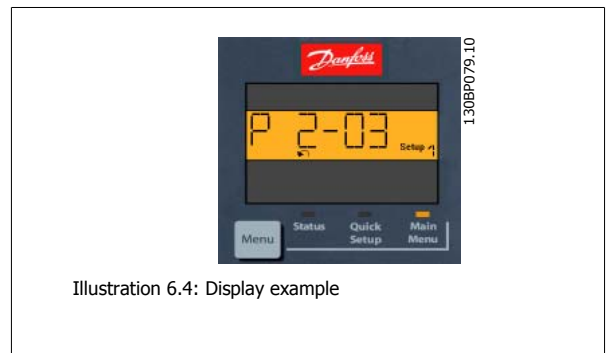 Danfoss
130BP079.10
P 2-03
Setup 1
Menu
Status
Quick Setup
Main Menu
Illustration 6.4: Display example